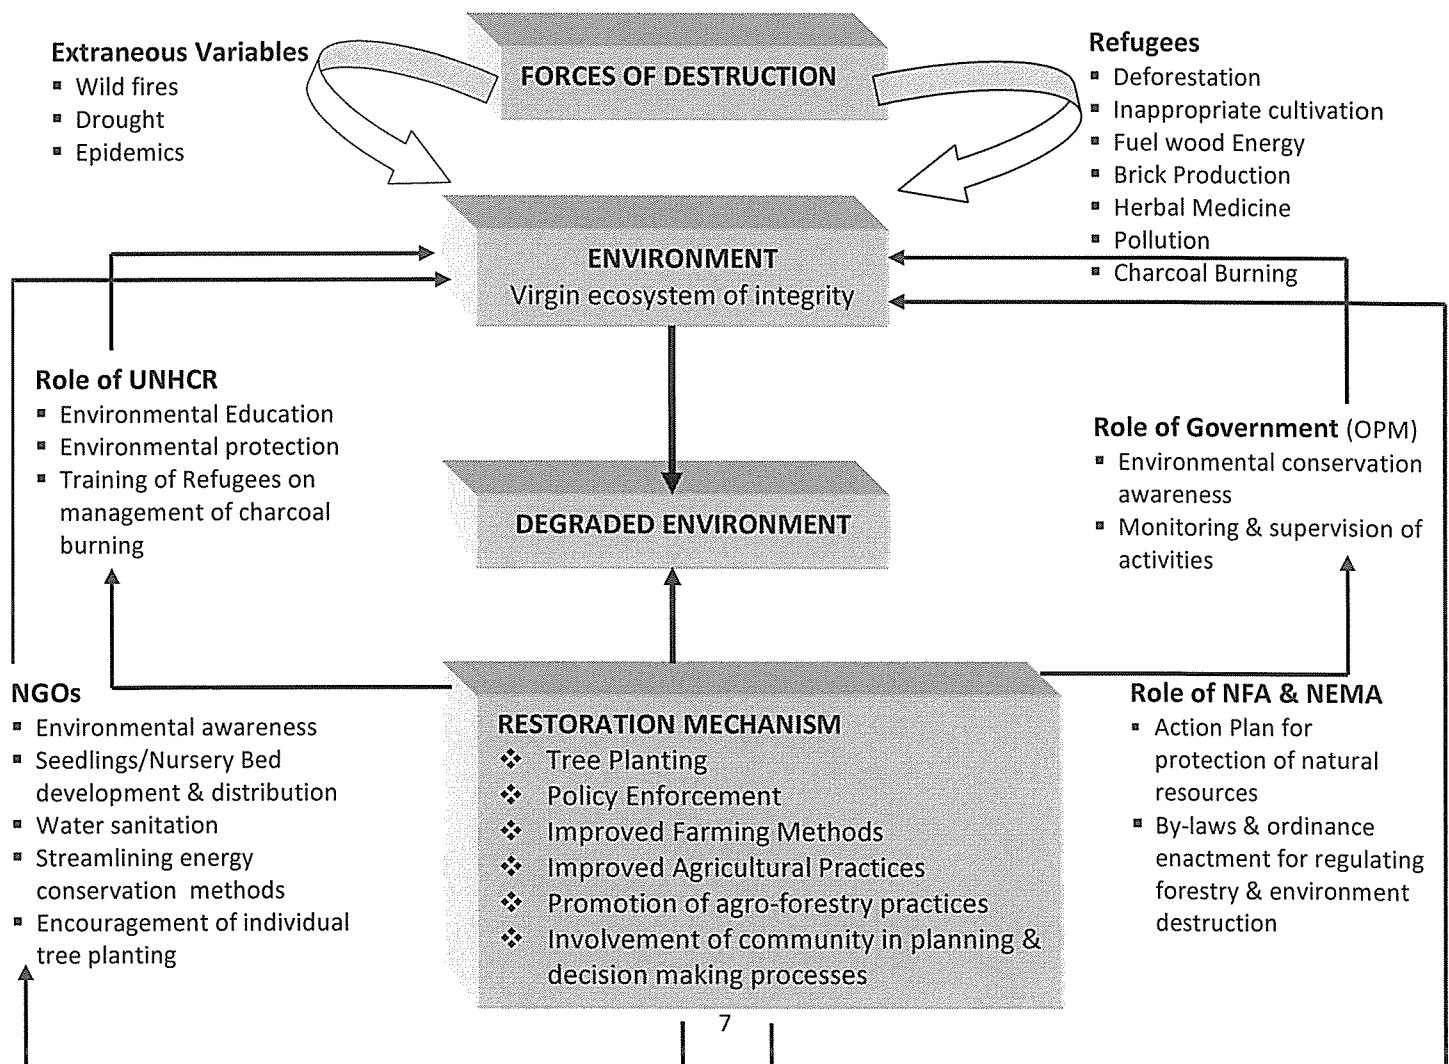 Extraneous Variables
▪ Wild fires
▪ Drought
▪ Epidemics
FORCES OF DESTRUCTION
Refugees
▪ Deforestation
▪ Inappropriate cultivation
▪ Fuel wood Energy
▪ Brick Production
▪ Herbal Medicine
▪ Pollution
▪ Charcoal Burning
ENVIRONMENT
Virgin ecosystem of integrity
Role of UNHCR
▪ Environmental Education
▪ Environmental protection
▪ Training of Refugees on
management of charcoal
burning
DEGRADED ENVIRONMENT
Role of Government (OPM)
▪ Environmental conservation
awareness
▪ Monitoring & supervision of
activities
NGOs
▪ Environmental awareness
▪ Seedlings/Nursery Bed
development & distribution
▪ Water sanitation
▪ Streamlining energy
conservation methods
▪ Encouragement of individual
tree planting
RESTORATION MECHANISM
❖ Tree Planting
❖ Policy Enforcement
❖ Improved Farming Methods
❖ Improved Agricultural Practices
❖ Promotion of agro-forestry practices
❖ Involvement of community in planning &
decision making processes
Role of NFA & NEMA
▪ Action Plan for
protection of natural
resources
▪ By-laws & ordinance
enactment for regulating
forestry & environment
destruction
7